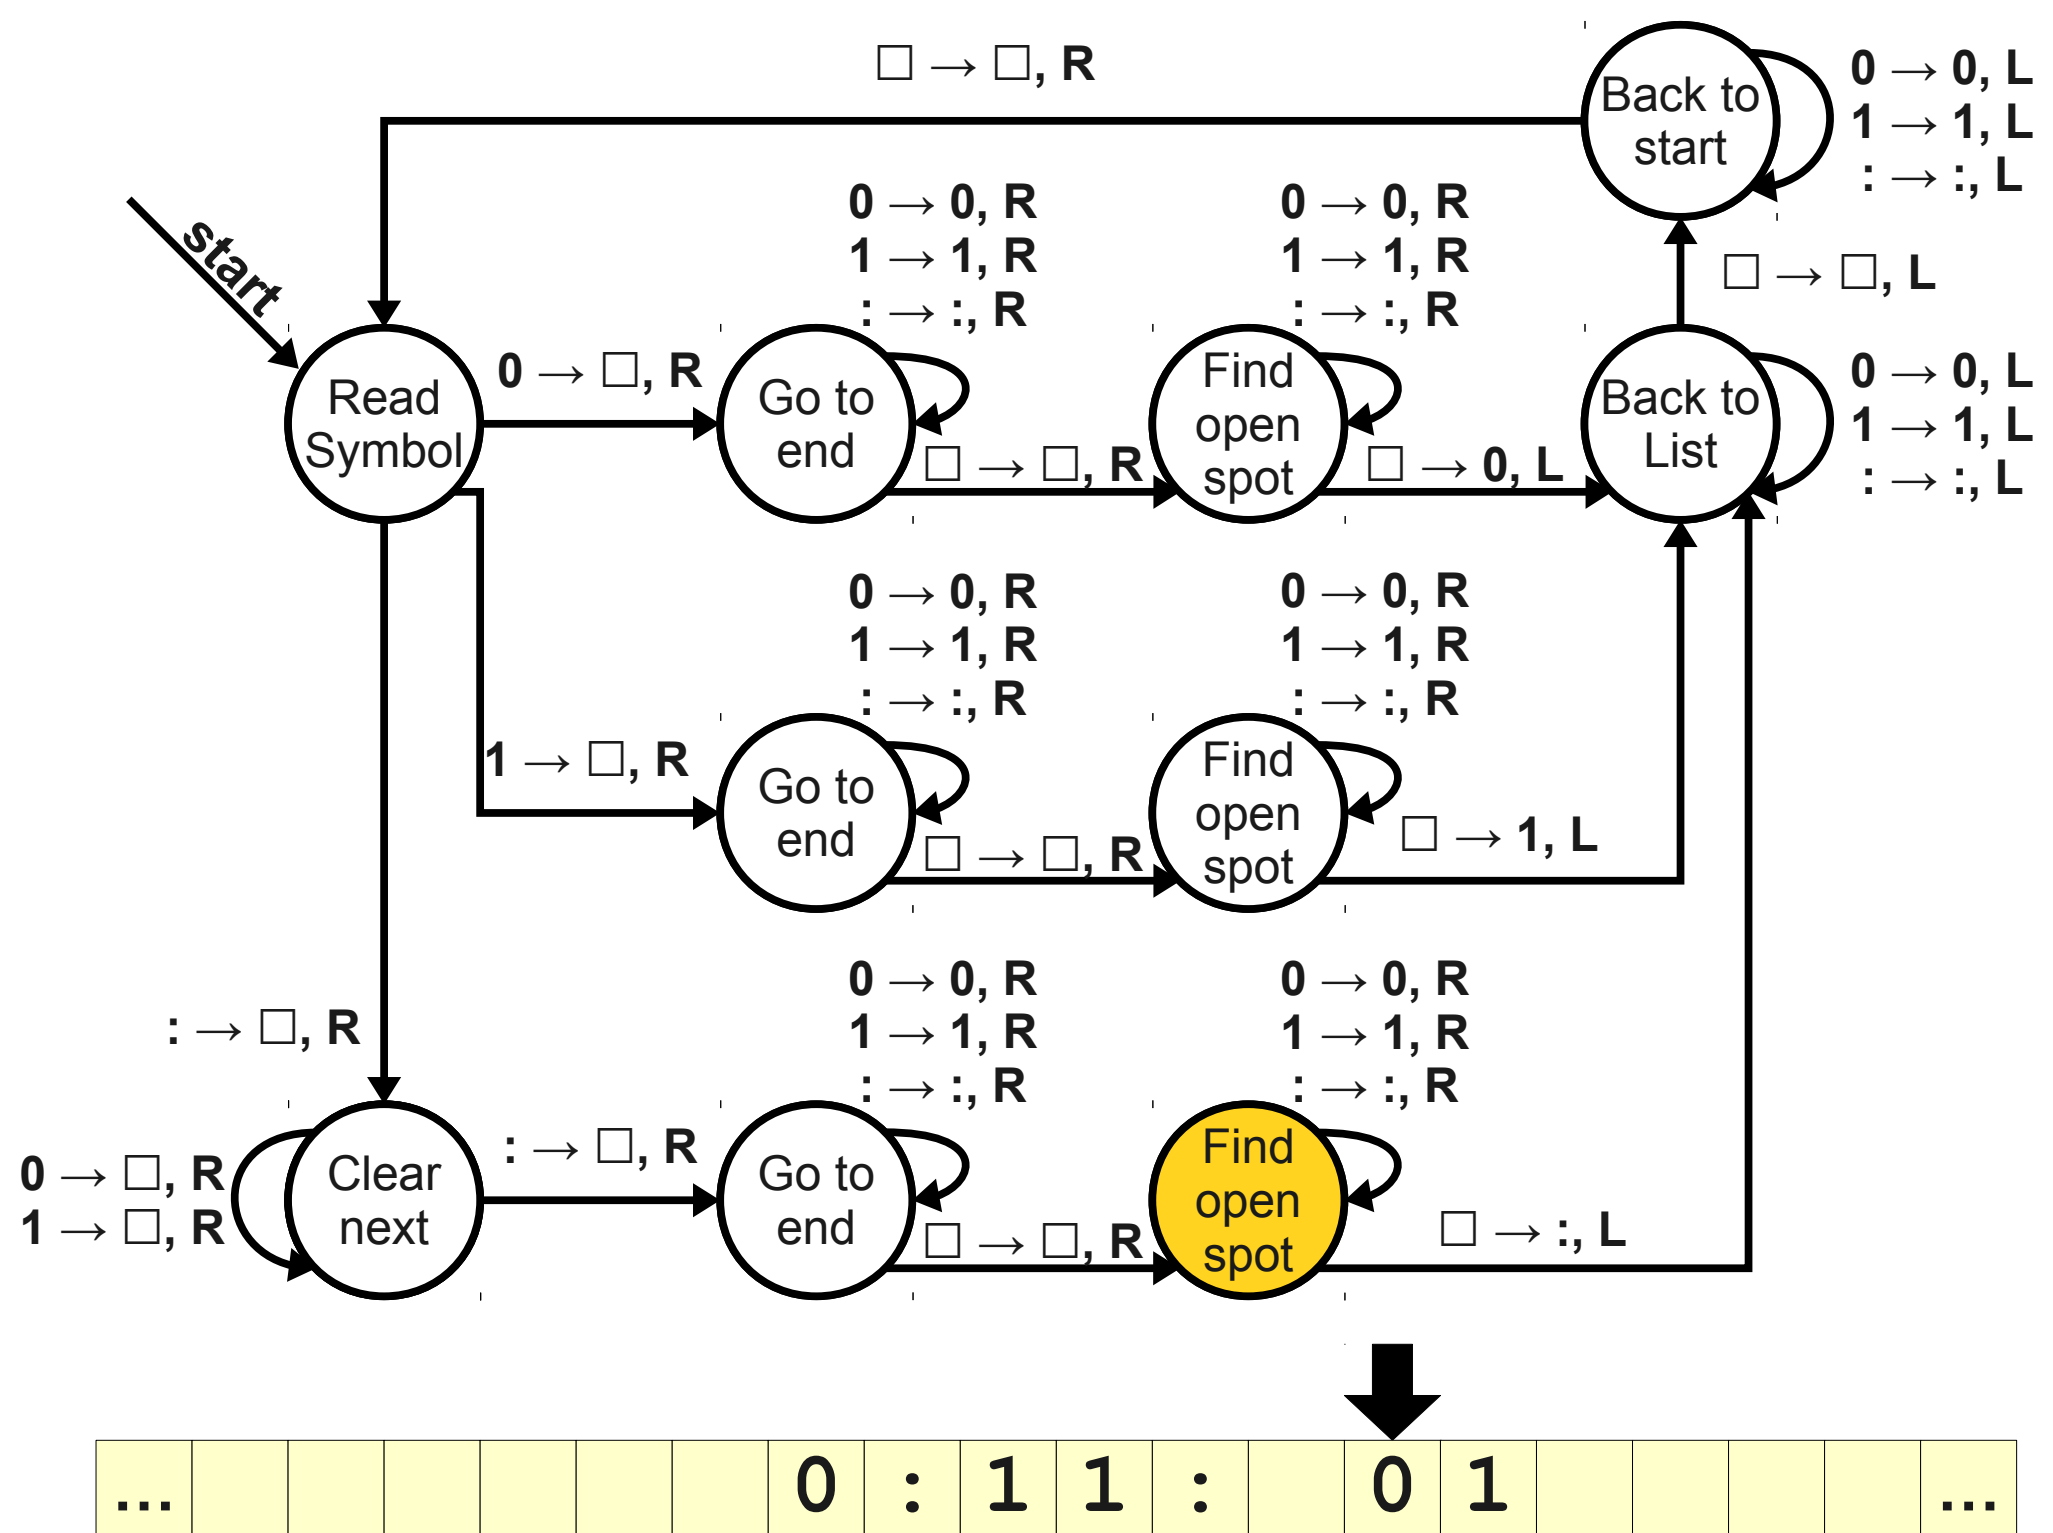 □ → □, R
Back to
start
0 → 0, L
1 → 1, L
: → :, L
start
0 → 0, R
1 → 1, R
: → :, R
0 → 0, R
1 → 1, R
: → :, R
□ → □, L
Read
Symbol
0 → □, R
Go to
end
□ → □, R
Find
open
spot
□ → 0, L
Back to
List
0 → 0, L
1 → 1, L
: → :, L
0 → 0, R
1 → 1, R
: → :, R
0 → 0, R
1 → 1, R
: → :, R
1 → □, R
Go to
end
□ → □, R
Find
open
spot
□ → 1, L
: → □, R
0 → 0, R
1 → 1, R
: → :, R
0 → 0, R
1 → 1, R
: → :, R
0 → □, R
1 → □, R
Clear
next
: → □, R
Go to
end
□ → □, R
Find
open
spot
□ → :, L
... 0 : 1 1 : 0 1 ...